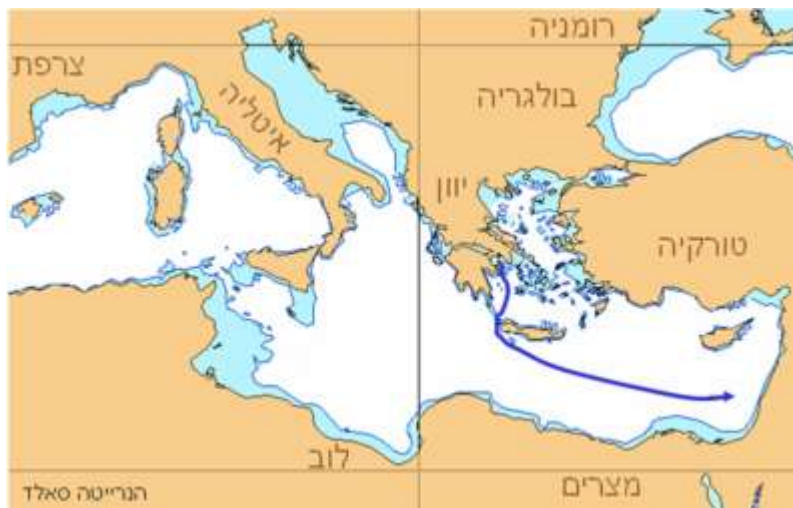 רומניה
צרפת
בולגריה
איטליה
יוון
טורקיה
לוב
מצרים
הנרייטה סאלד